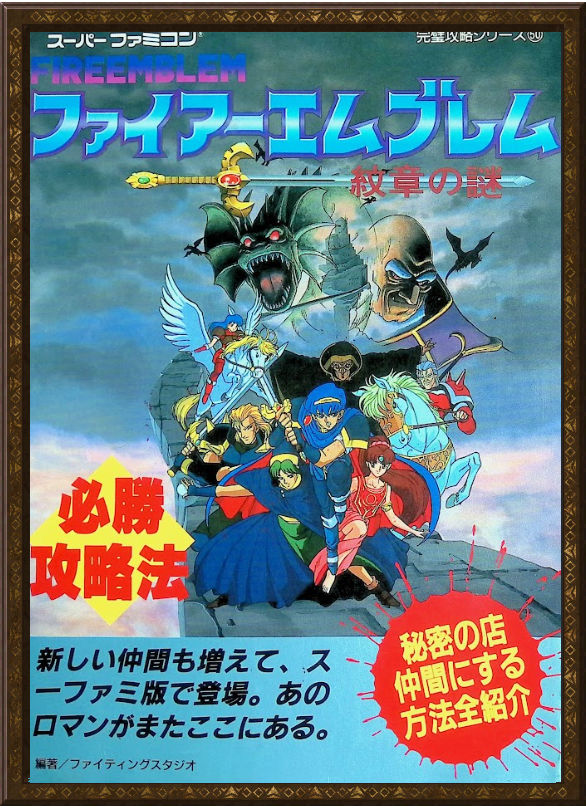 スーパーファミコン®
完璧攻略シリーズ㊿
FIREEMBLEM
ファイアーエムブレム
紋章の謎
必勝
攻略法
秘密の店
仲間にする
方法全紹介
新しい仲間も増えて、ス
ーファミ版で登場。あの
ロマンがまたここにある。
編著／ファイティングスタジオ